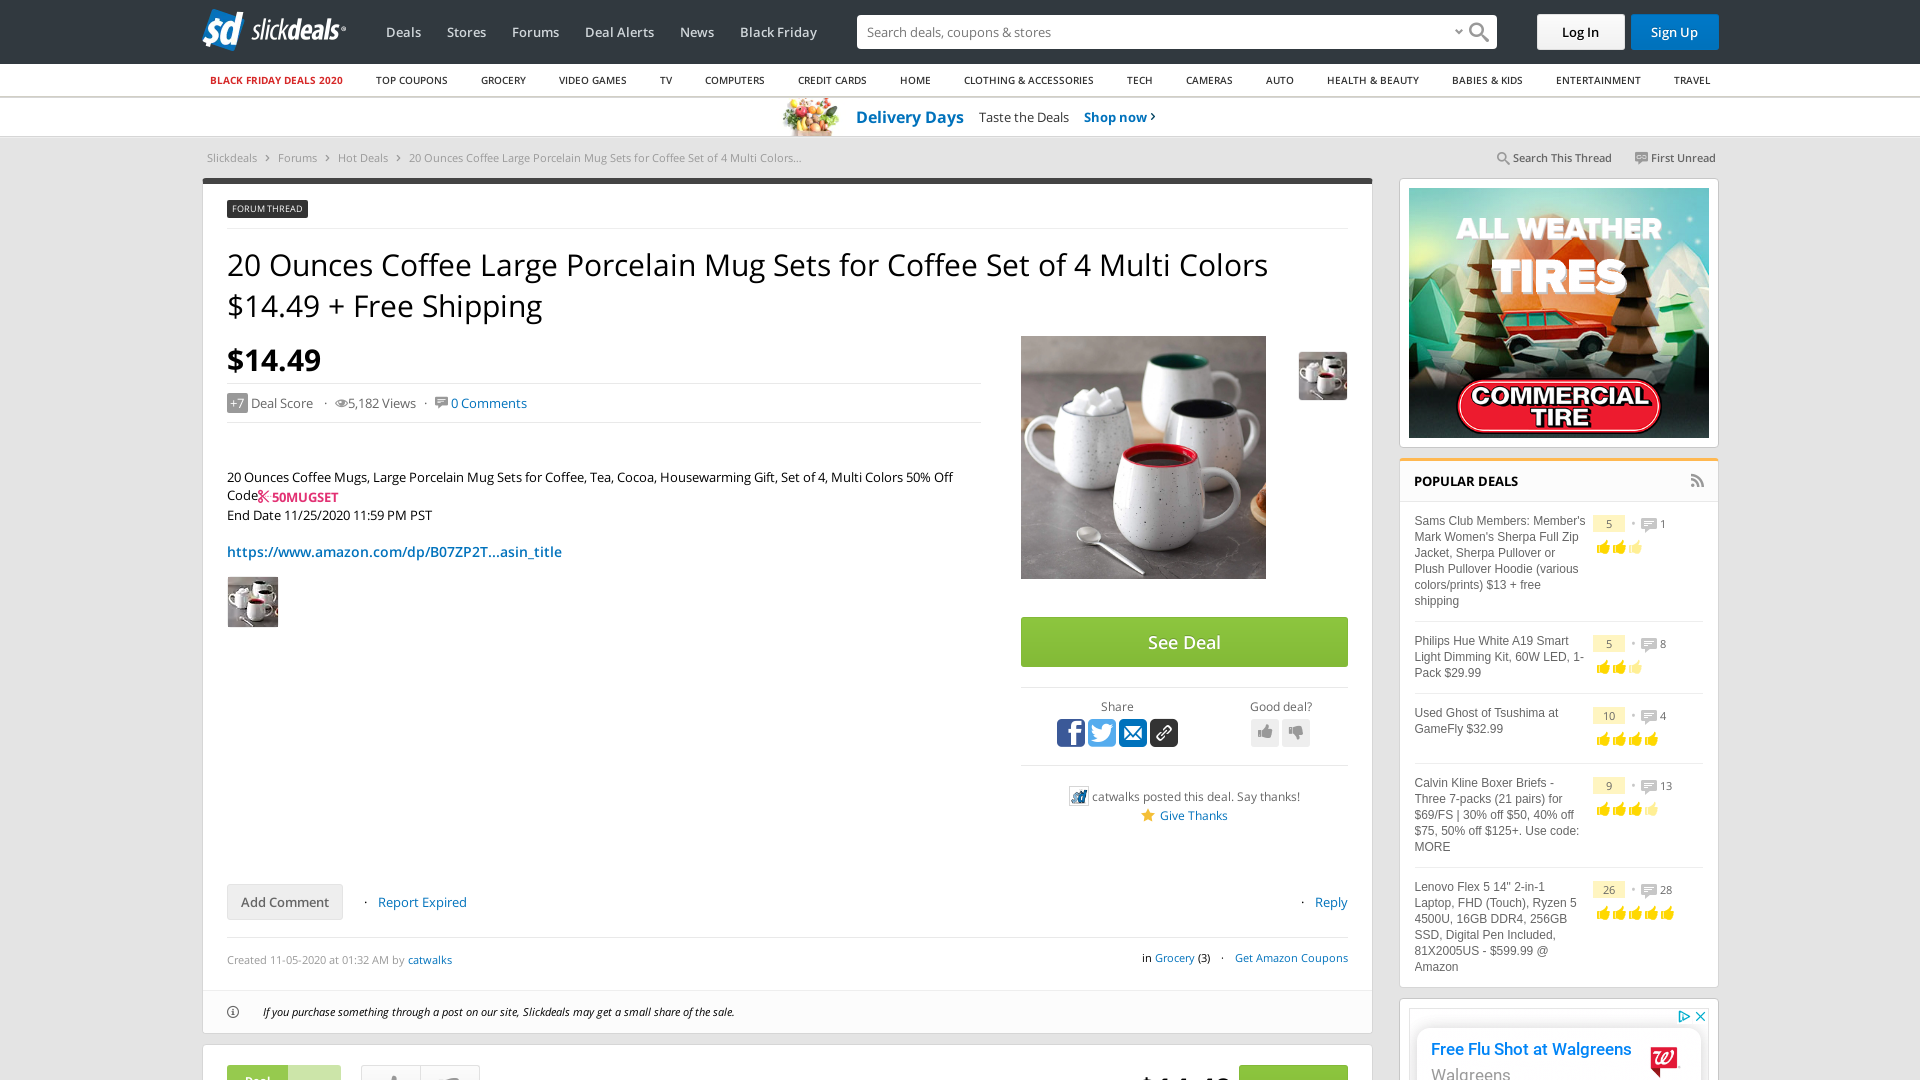 slickdeals
Deals
Stores
Forums
Deal Alerts
News
Black Friday
Search deals, coupons & stores
Log In
Sign Up
BLACK FRIDAY DEALS 2020
TOP COUPONS
GROCERY
VIDEO GAMES
TV
COMPUTERS
CREDIT CARDS
HOME
CLOTHING & ACCESSORIES
TECH
CAMERAS
AUTO
HEALTH & BEAUTY
BABIES & KIDS
ENTERTAINMENT
TRAVEL
Delivery Days Taste the Deals Shop now ›
Slickdeals › Forums › Hot Deals › 20 Ounces Coffee Large Porcelain Mug Sets for Coffee Set of 4 Multi Colors...
Search This Thread
First Unread
FORUM THREAD
20 Ounces Coffee Large Porcelain Mug Sets for Coffee Set of 4 Multi Colors
$14.49 + Free Shipping
$14.49
+7 Deal Score · 5,182 Views · 0 Comments
20 Ounces Coffee Mugs, Large Porcelain Mug Sets for Coffee, Tea, Cocoa, Housewarming Gift, Set of 4, Multi Colors 50% Off
Code 50MUGSET
End Date 11/25/2020 11:59 PM PST
https://www.amazon.com/dp/B07ZP2T...asin_title
See Deal
Share
Good deal?
catwalks posted this deal. Say thanks!
Give Thanks
Add Comment
· Report Expired
· Reply
Created 11-05-2020 at 01:32 AM by catwalks
in Grocery (3) · Get Amazon Coupons
If you purchase something through a post on our site, Slickdeals may get a small share of the sale.
ALL WEATHER
TIRES
COMMERCIAL
TIRE
POPULAR DEALS
Sams Club Members: Member's
Mark Women's Sherpa Full Zip
Jacket, Sherpa Pullover or
Plush Pullover Hoodie (various
colors/prints) $13 + free
shipping
5 • 1
Philips Hue White A19 Smart
Light Dimming Kit, 60W LED, 1-
Pack $29.99
5 • 8
Used Ghost of Tsushima at
GameFly $32.99
10 • 4
Calvin Kline Boxer Briefs -
Three 7-packs (21 pairs) for
$69/FS | 30% off $50, 40% off
$75, 50% off $125+. Use code:
MORE
9 • 13
Lenovo Flex 5 14" 2-in-1
Laptop, FHD (Touch), Ryzen 5
4500U, 16GB DDR4, 256GB
SSD, Digital Pen Included,
81X2005US - $599.99 @
Amazon
26 • 28
Free Flu Shot at Walgreens
Walgreens